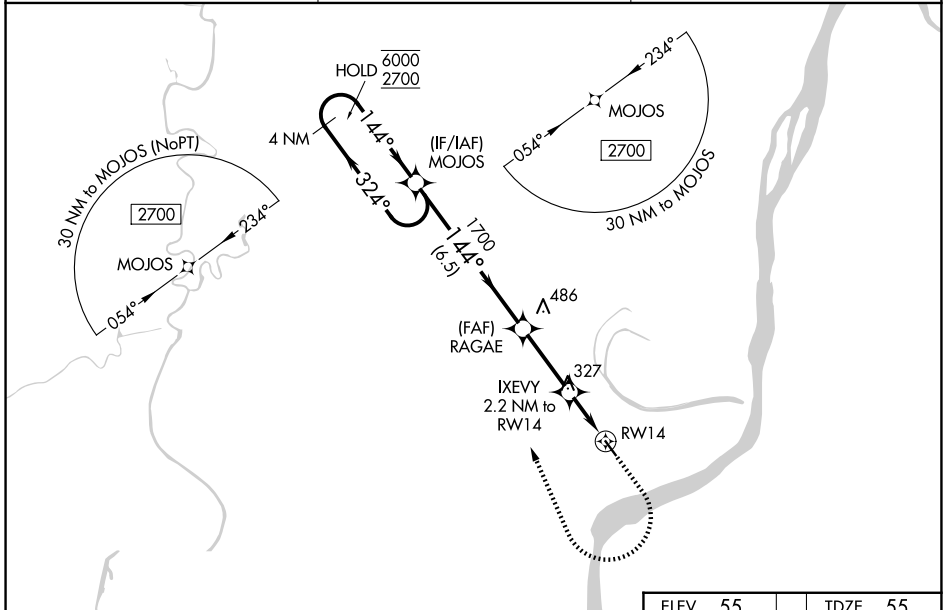 HOLD 6000
2700
4 NM
144°
324°
(IF/IAF)
MOJOS
30 NM to MOJOS (NoPT)
2700
234°
MOJOS
054°
234°
MOJOS
054°
2700
30 NM to MOJOS
1700
144°
(6.5)
486
(FAF)
RAGAE
327
IXEVY
2.2 NM to
RW14
RW14
ELEV 55
TDZE 55